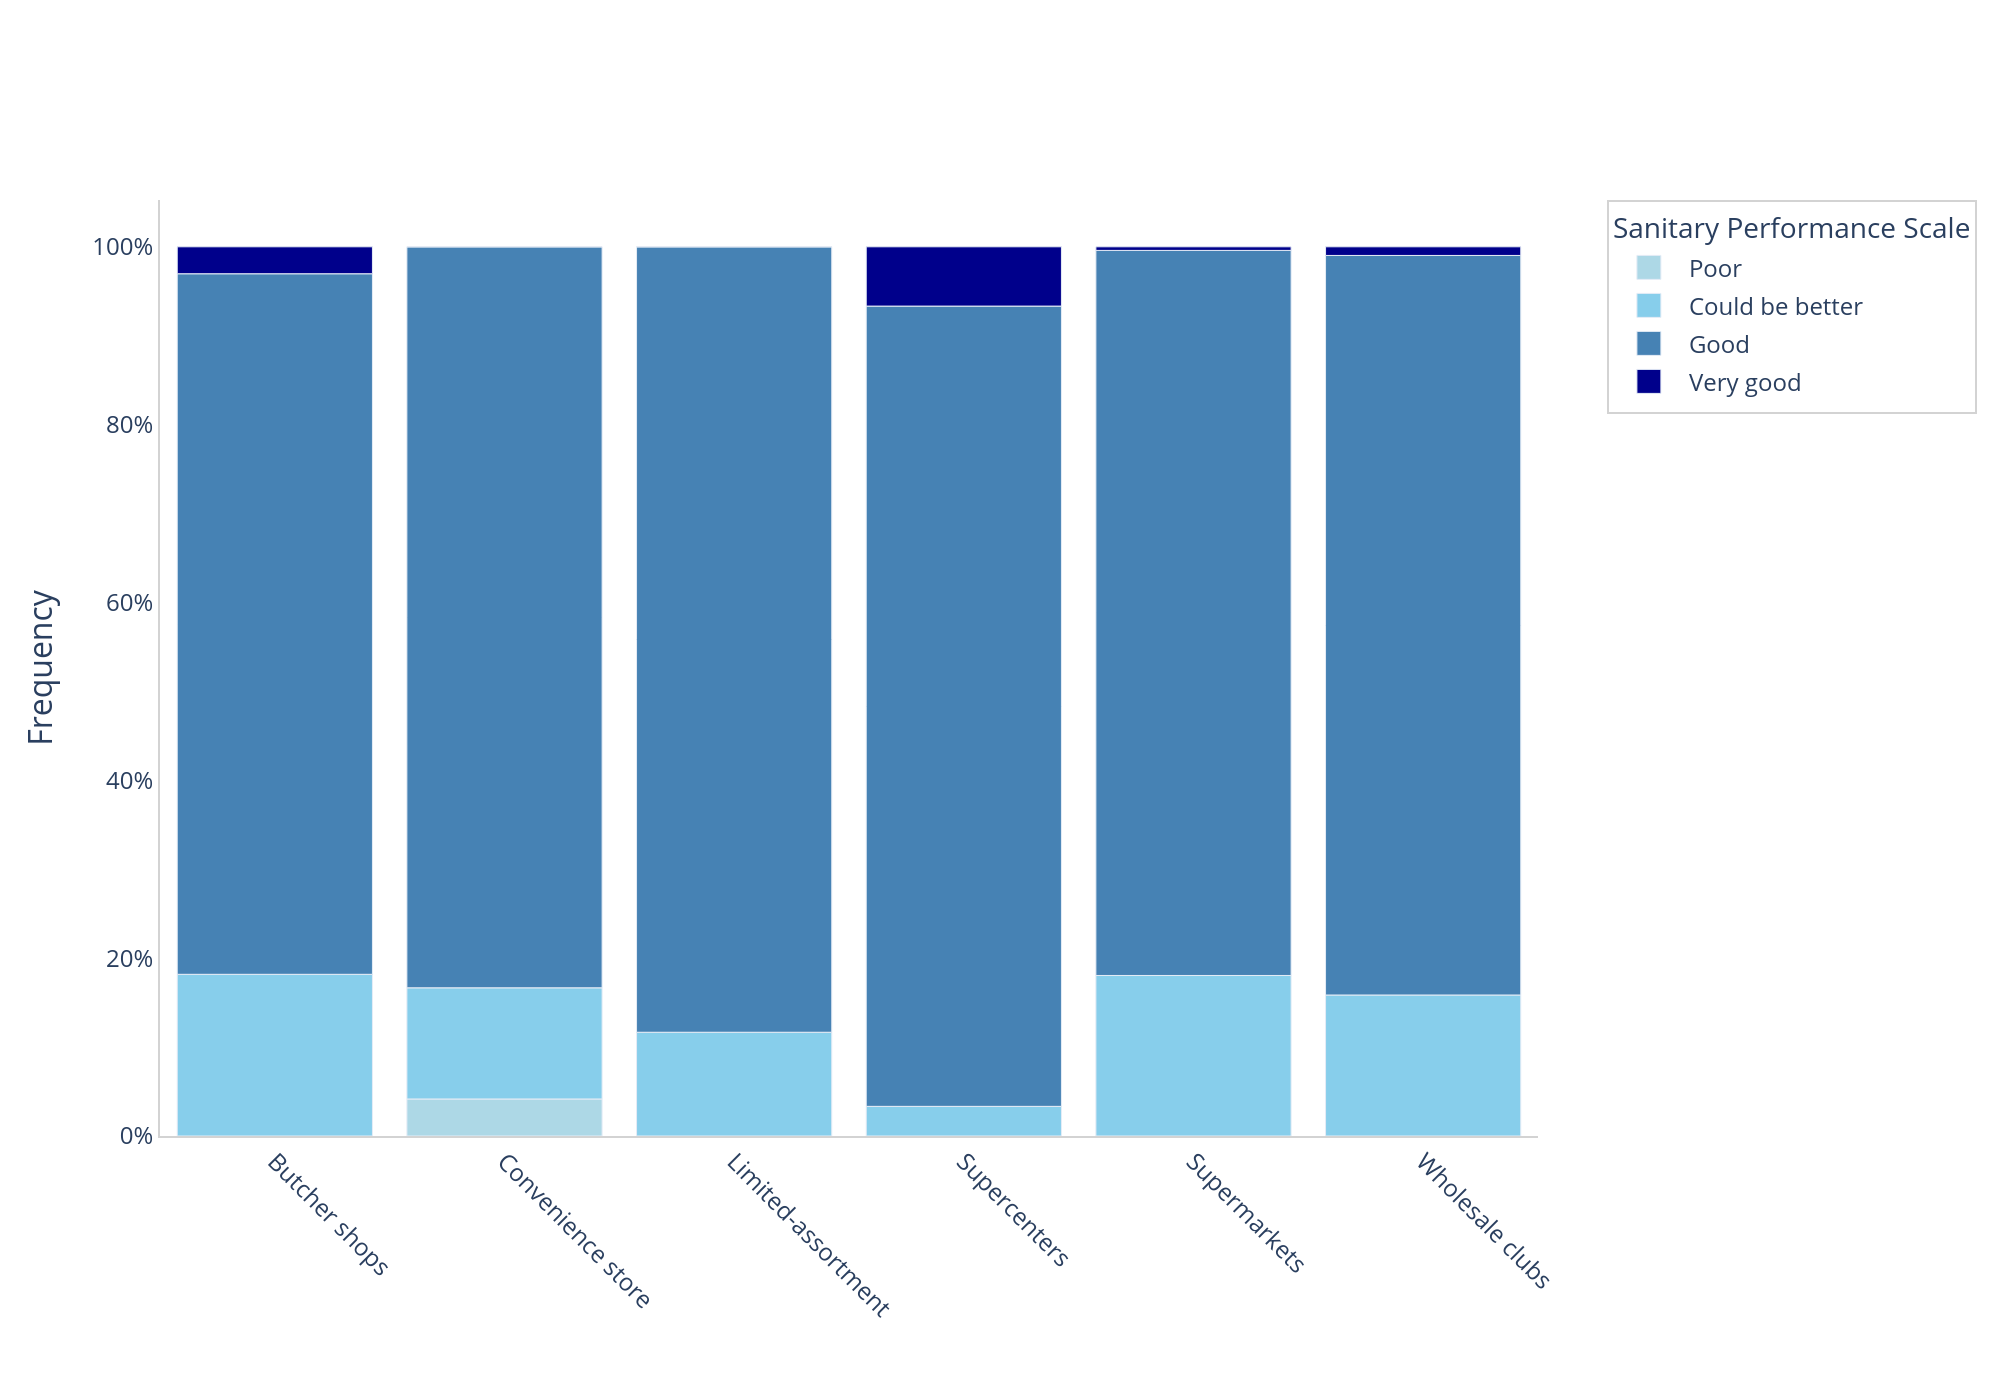 Sanitary Performance Scale
Poor
Could be better
Good
Very good
Frequency
100%
80%
60%
40%
20%
0%
Butcher shops
Convenience store
Limited-assortment
Supercenters
Supermarkets
Wholesale clubs